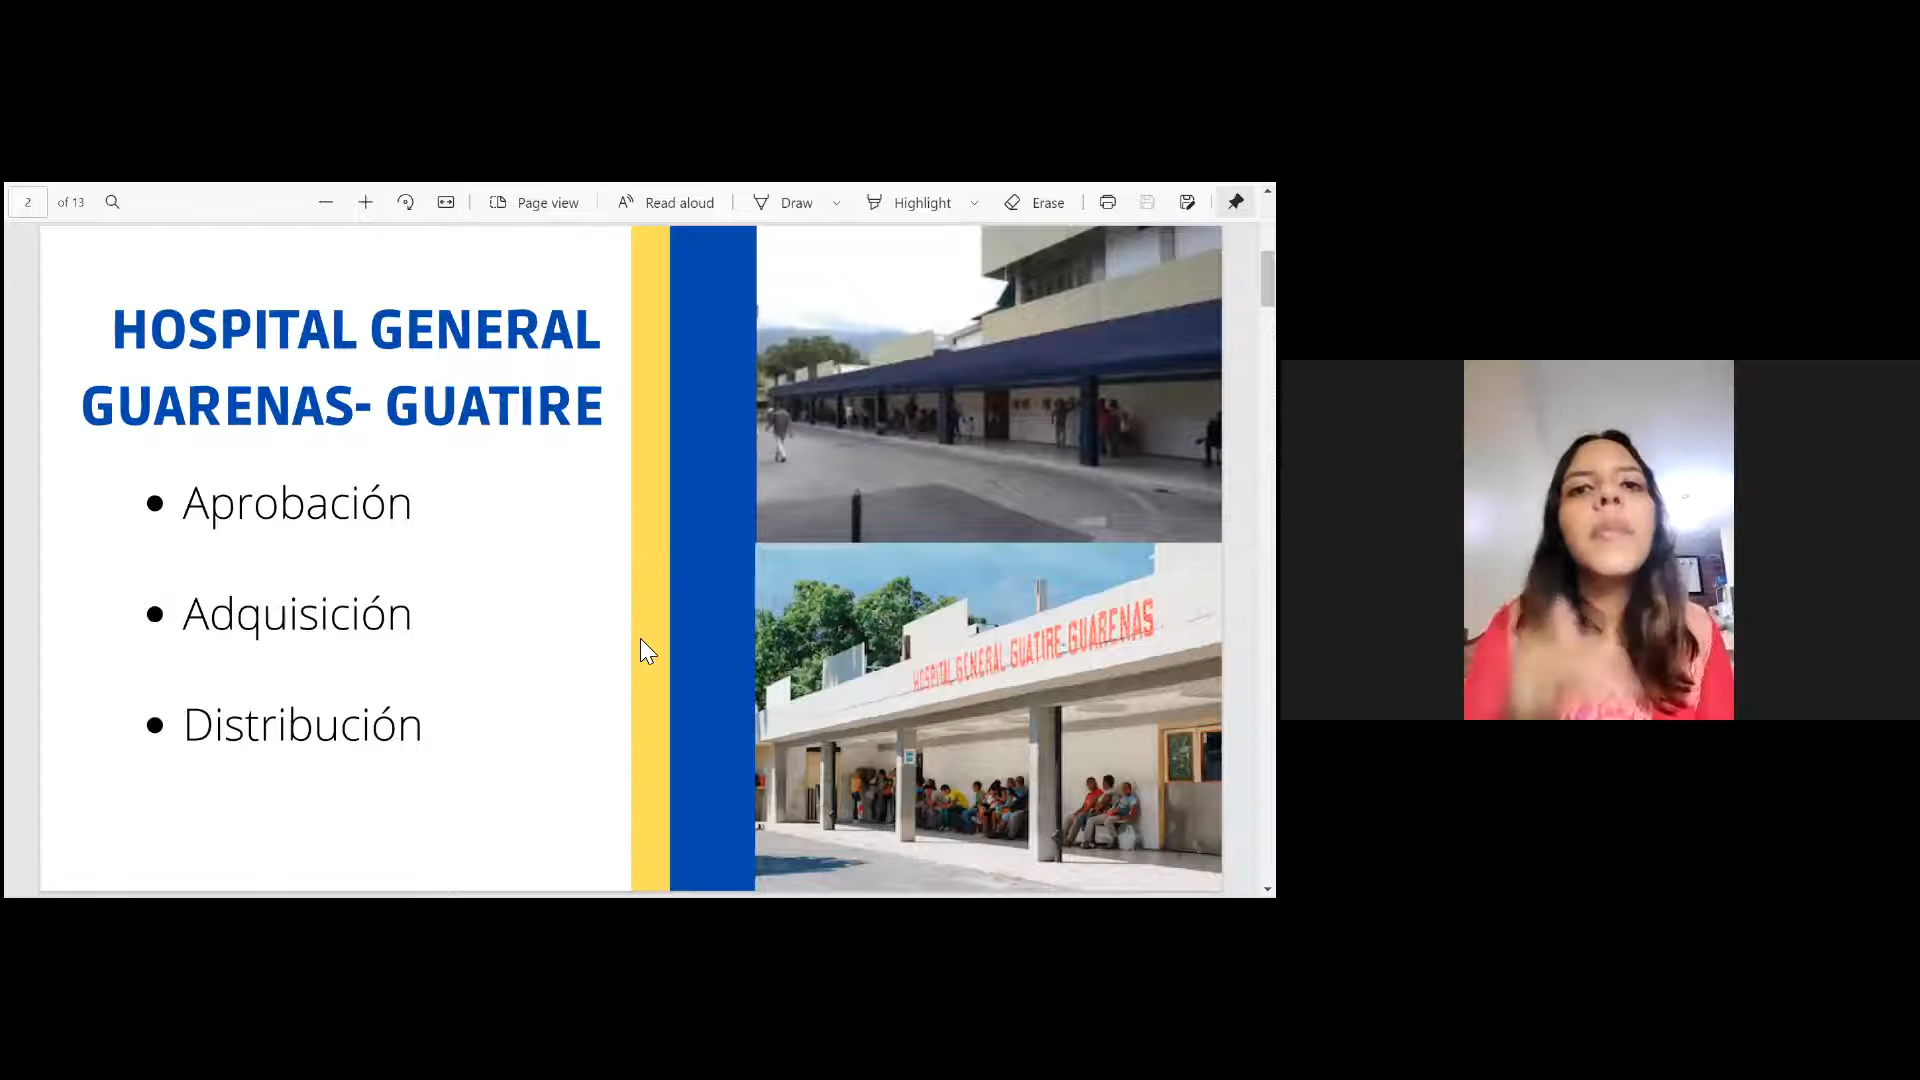 2 of 13 Page view Read aloud Draw Highlight Erase
HOSPITAL GENERAL
GUARENAS- GUATIRE
• Aprobación
• Adquisición
• Distribución
HOSPITAL GENERAL GUATIRE-GUARENAS